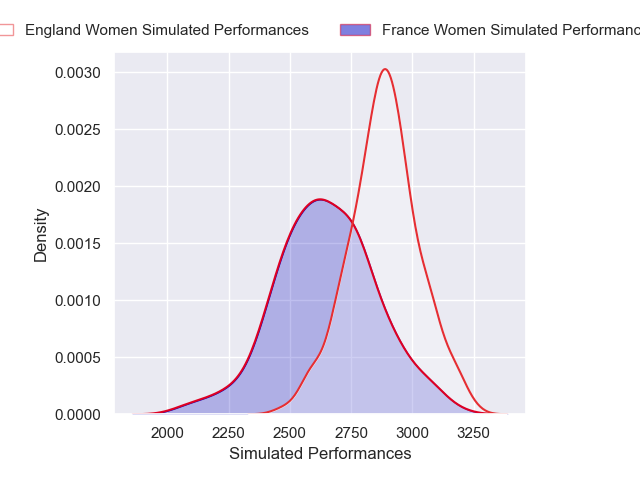 England Women Simulated Performances France Women Simulated
0.0030
0.0025
0.0020
0.0015
0.0010
0.0005
0.0000
Density
2000 2250 2500 2750 3000 3250
Simulated Performances